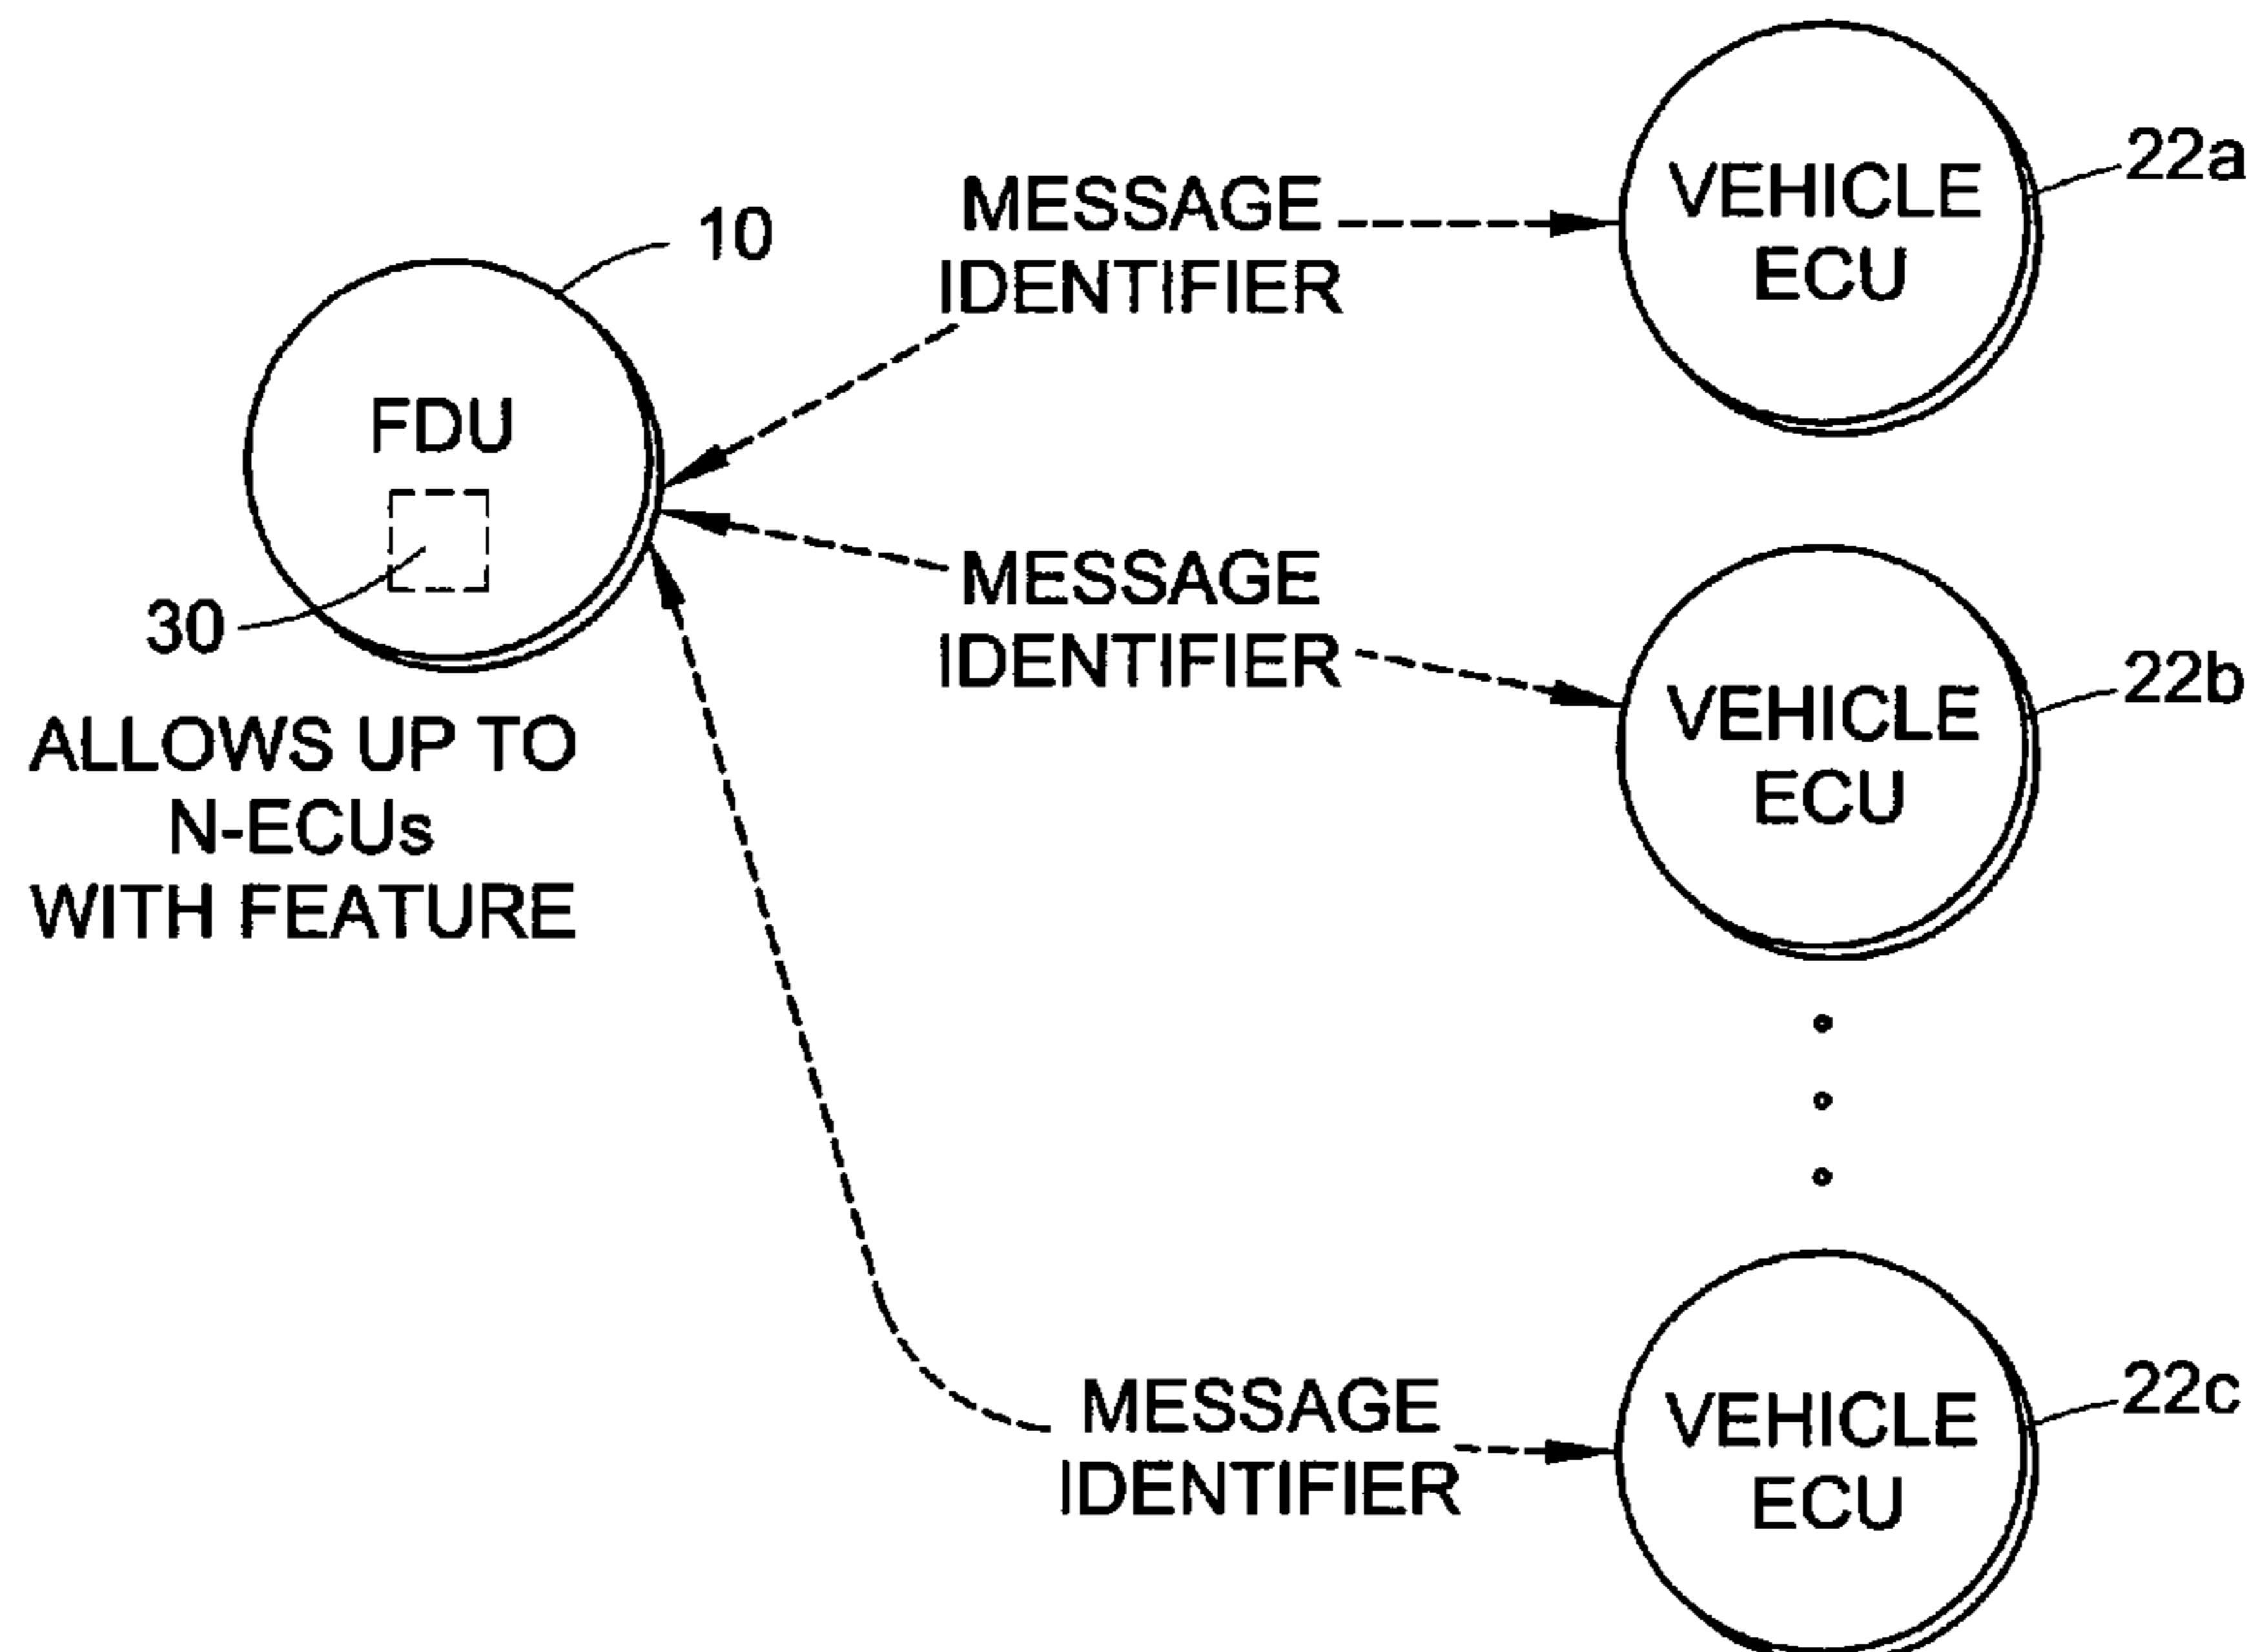 10
FDU
30
ALLOWS UP TO
N-ECUs
WITH FEATURE
MESSAGE
IDENTIFIER
VEHICLE
ECU
22a
MESSAGE
IDENTIFIER
VEHICLE
ECU
22b
MESSAGE
IDENTIFIER
VEHICLE
ECU
22c